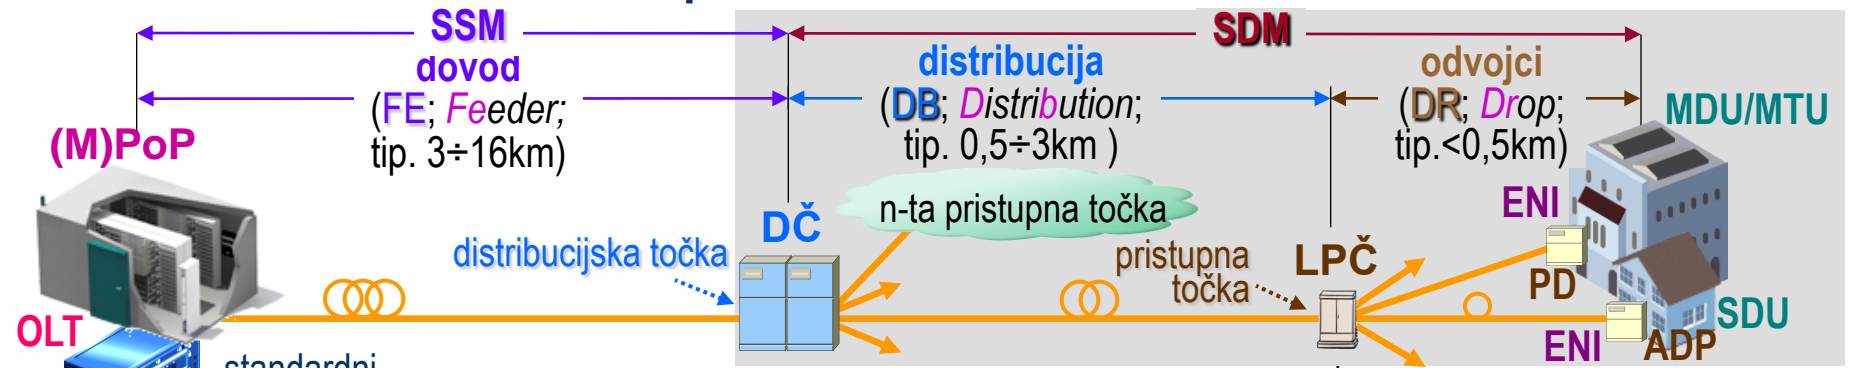 SSM
SDM
dovod
(FE; Feeder;
tip. 3÷16km)
distribucija
(DB; Distribution;
tip. 0,5÷3km )
odvojci
(DR; Drop;
tip.<0,5km)
MDU/MTU
(M)PoP
n-ta pristupna točka
ENI
DČ
distribucijska točka
pristupna
točka
LPČ
PD
OLT
SDU
ENI
ADP
standardni